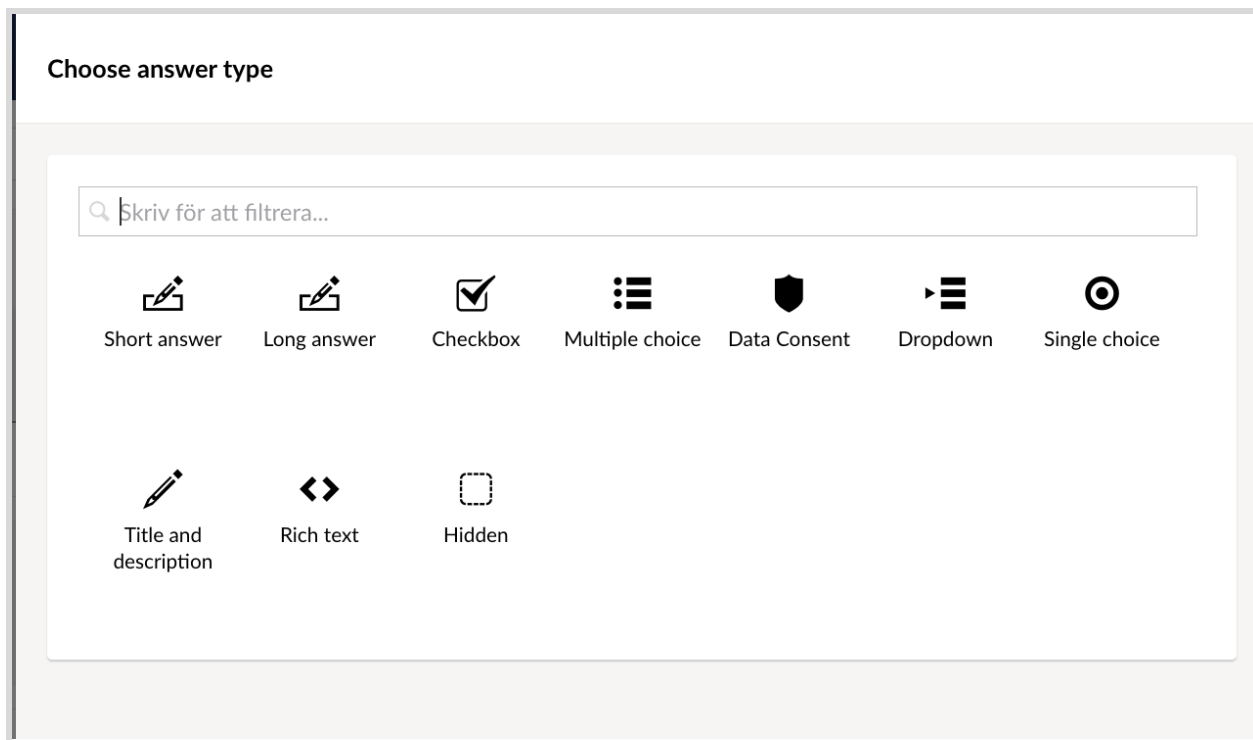 Choose answer type
Skriv för att filtrera...
Short answer
Long answer
Checkbox
Multiple choice
Data Consent
Dropdown
Single choice
Title and
description
Rich text
Hidden